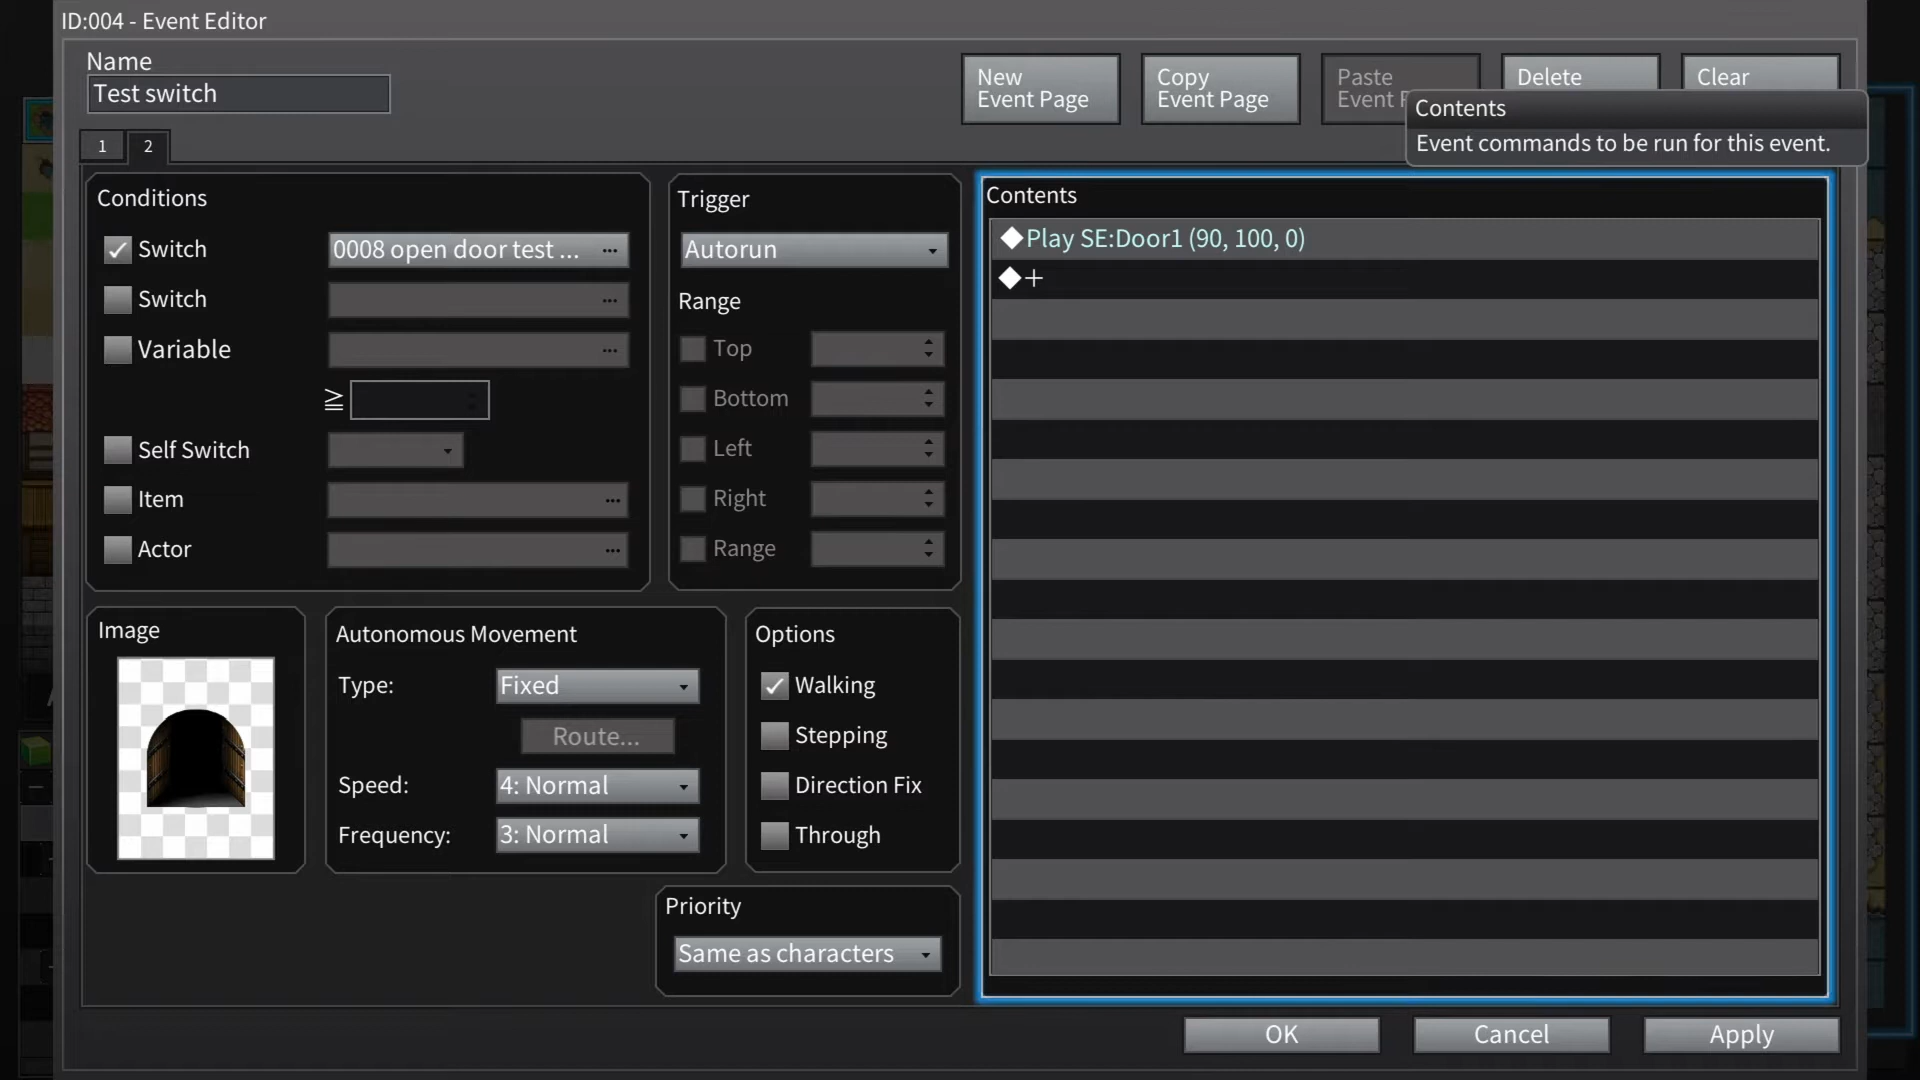 ID:004 - Event Editor
Name
Test switch
New
Event Page
Copy
Event Page
Paste
Event P
Delete
Clear
Contents
Event commands to be run for this event.
1
2
Conditions
Switch
0008 open door test ...
...
Switch
...
Variable
...
≧
Self Switch
Item
...
Actor
...
Trigger
Autorun
Range
Top
Bottom
Left
Right
Range
Contents
◆Play SE:Door1 (90, 100, 0)
◆+
Image
Autonomous Movement
Type:
Fixed
Route...
Speed:
4: Normal
Frequency:
3: Normal
Options
Walking
Stepping
Direction Fix
Through
Priority
Same as characters
OK
Cancel
Apply